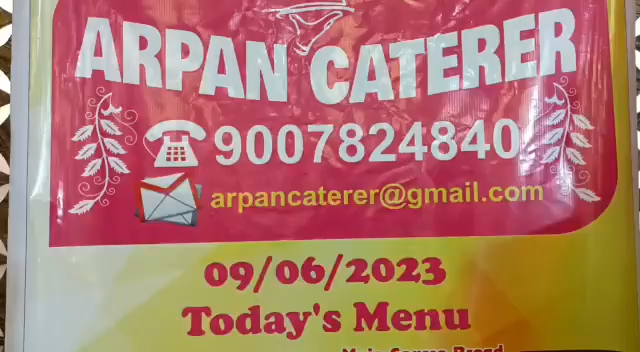 ARPAN CATERER
9007824840
arpancaterer@gmail.com
09/06/2023
Today's Menu